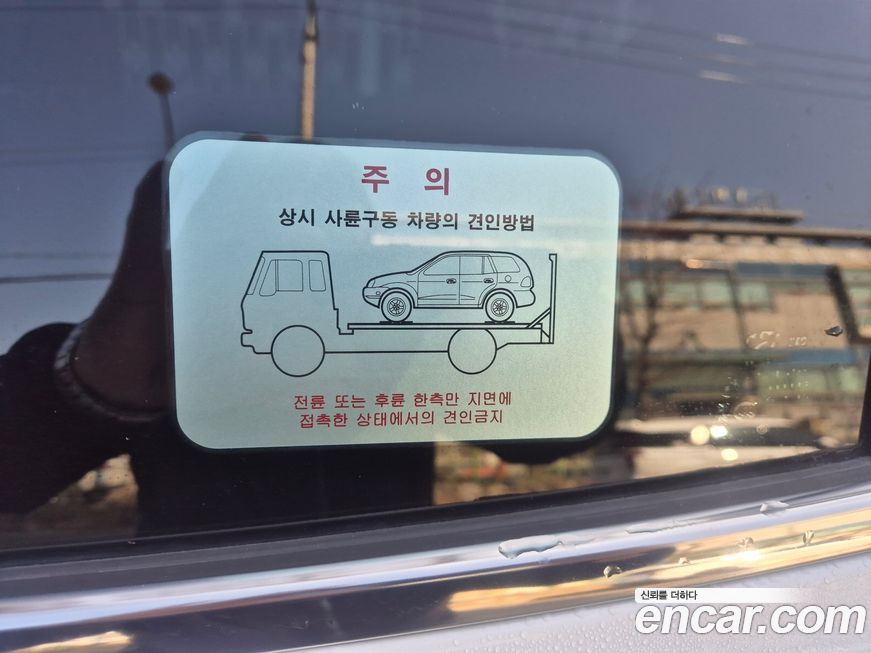 주 의
상시 사륜구동 차량의 견인방법
전륜 또는 후륜 한측만 지면에
접촉한 상태에서의 견인금지
신뢰를 더하다
encar.com